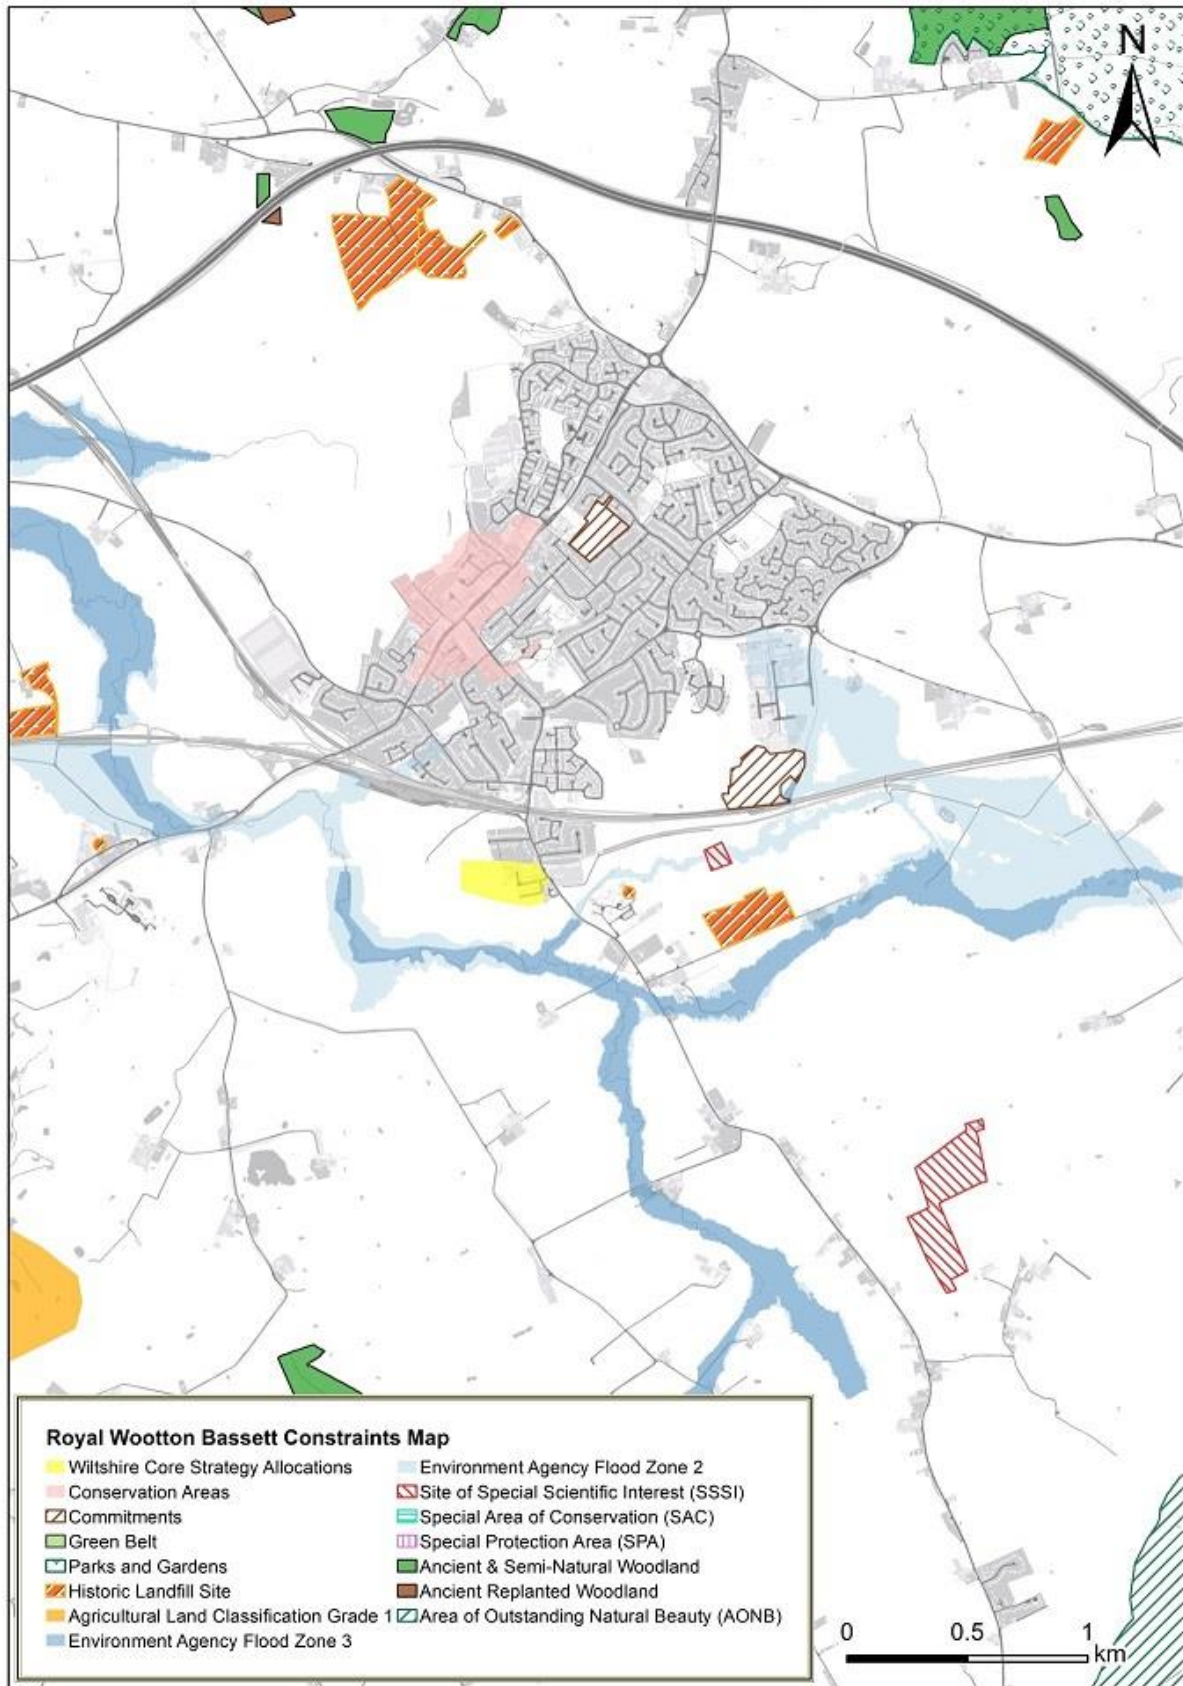 N
Royal Wootton Bassett Constraints Map
Wiltshire Core Strategy Allocations
Conservation Areas
Commitments
Green Belt
Parks and Gardens
Historic Landfill Site
Agricultural Land Classification Grade 1
Environment Agency Flood Zone 3
Environment Agency Flood Zone 2
Site of Special Scientific Interest (SSSI)
Special Area of Conservation (SAC)
Special Protection Area (SPA)
Ancient & Semi-Natural Woodland
Ancient Replanted Woodland
Area of Outstanding Natural Beauty (AONB)
0 0.5 1
km